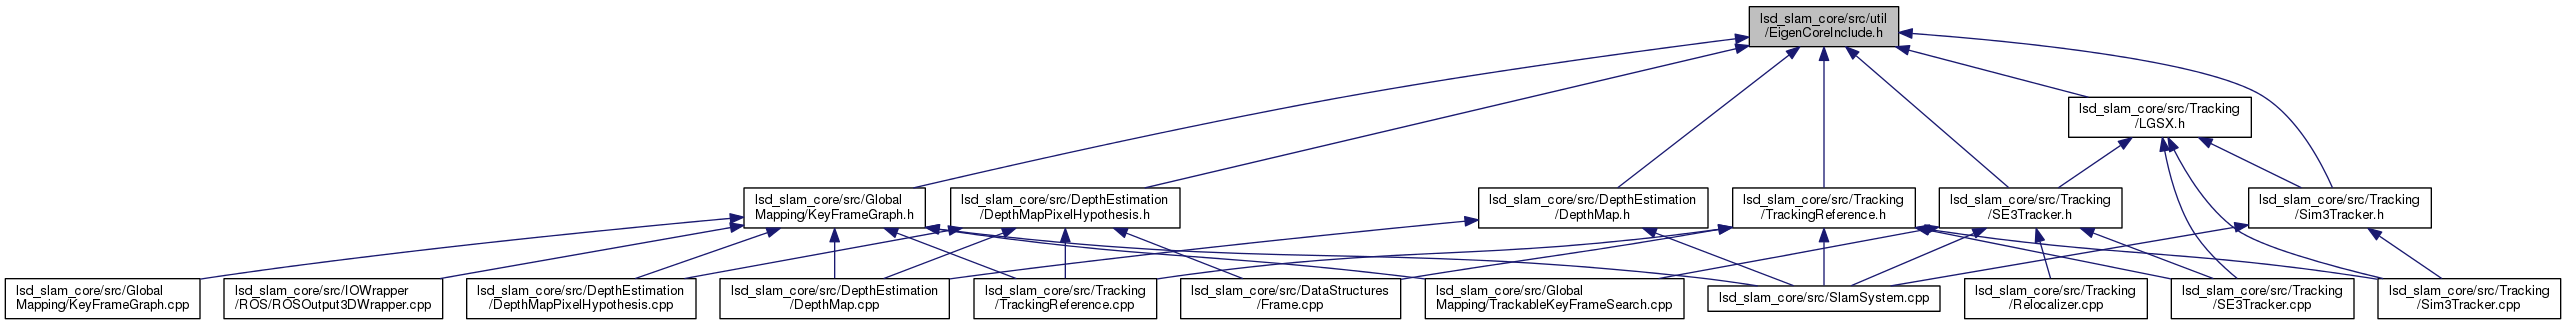 lsd_slam_core/src/util
/EigenCoreInclude.h
lsd_slam_core/src/Tracking
/LGSX.h
lsd_slam_core/src/Global
Mapping/KeyFrameGraph.h
lsd_slam_core/src/DepthEstimation
/DepthMapPixelHypothesis.h
lsd_slam_core/src/DepthEstimation
/DepthMap.h
lsd_slam_core/src/Tracking
/TrackingReference.h
lsd_slam_core/src/Tracking
/SE3Tracker.h
lsd_slam_core/src/Tracking
/Sim3Tracker.h
lsd_slam_core/src/Global
Mapping/KeyFrameGraph.cpp
lsd_slam_core/src/IOWrapper
/ROS/ROSOutput3DWrapper.cpp
lsd_slam_core/src/DepthEstimation
/DepthMapPixelHypothesis.cpp
lsd_slam_core/src/DepthEstimation
/DepthMap.cpp
lsd_slam_core/src/Tracking
/TrackingReference.cpp
lsd_slam_core/src/DataStructures
/Frame.cpp
lsd_slam_core/src/Global
Mapping/TrackableKeyFrameSearch.cpp
lsd_slam_core/src/SlamSystem.cpp
lsd_slam_core/src/Tracking
/Relocalizer.cpp
lsd_slam_core/src/Tracking
/SE3Tracker.cpp
lsd_slam_core/src/Tracking
/Sim3Tracker.cpp